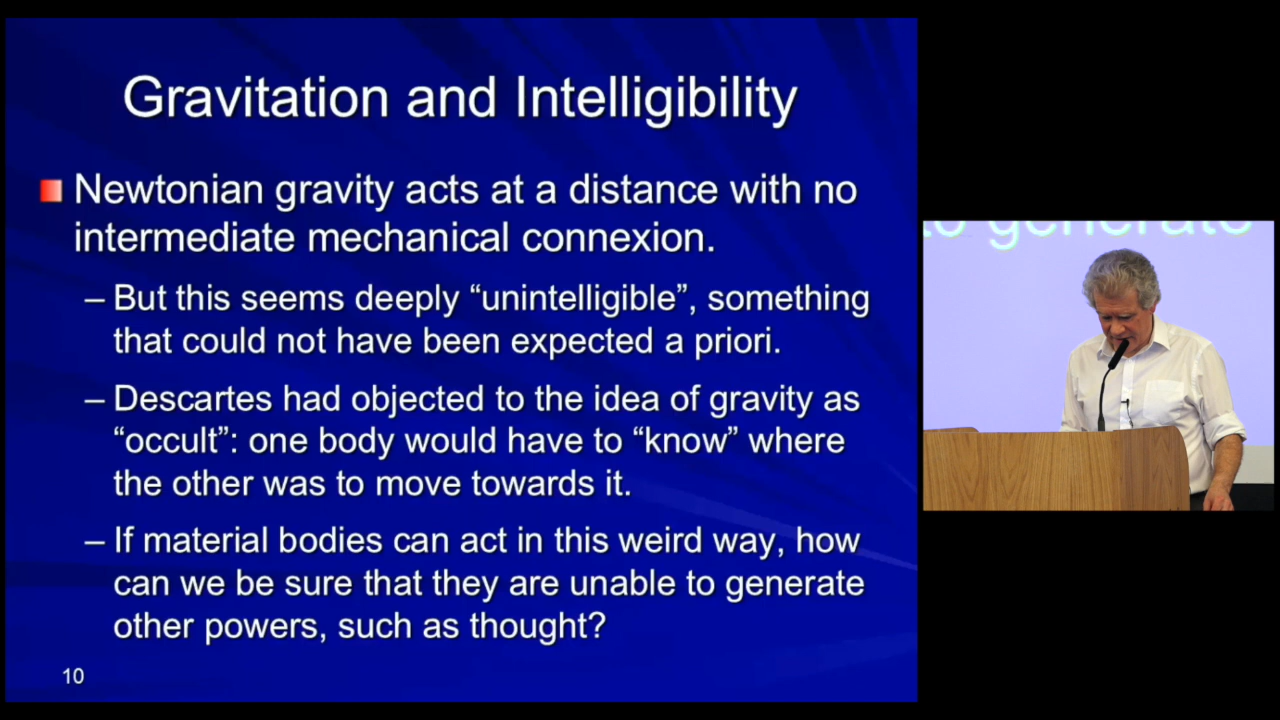 Gravitation and Intelligibility
Newtonian gravity acts at a distance with no
intermediate mechanical connexion.
– But this seems deeply “unintelligible”, something
that could not have been expected a priori.
– Descartes had objected to the idea of gravity as
“occult”: one body would have to “know” where
the other was to move towards it.
– If material bodies can act in this weird way, how
can we be sure that they are unable to generate
other powers, such as thought?
10
to generate